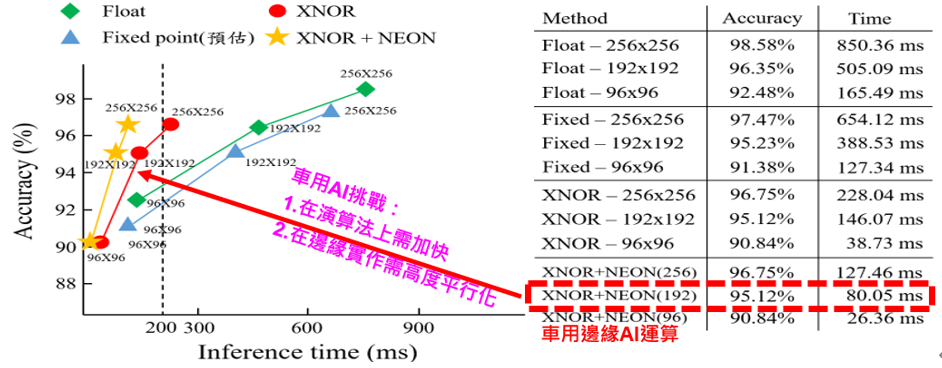 Float
XNOR
Fixed point(預估)
XNOR + NEON
Accuracy (%)
98
96
94
92
90
88
256X256
256X256
256X256
256X256
192X192
192X192
192X192
192X192
96X96
96X96
96X96
96X96
200
300
600
900
Inference time (ms)
車用AI挑戰：
1.在演算法上需加快
2.在邊緣實作需高度平行化
Method Accuracy Time
Float – 256x256 98.58% 850.36 ms
Float – 192x192 96.35% 505.09 ms
Float – 96x96 92.48% 165.49 ms
Fixed – 256x256 97.47% 654.12 ms
Fixed – 192x192 95.23% 388.53 ms
Fixed – 96x96 91.38% 127.34 ms
XNOR – 256x256 96.75% 228.04 ms
XNOR – 192x192 95.12% 146.07 ms
XNOR – 96x96 90.84% 38.73 ms
XNOR+NEON(256) 96.75% 127.46 ms
XNOR+NEON(192) 95.12% 80.05 ms
XNOR+NEON(96) 90.84% 26.36 ms
車用邊緣AI運算